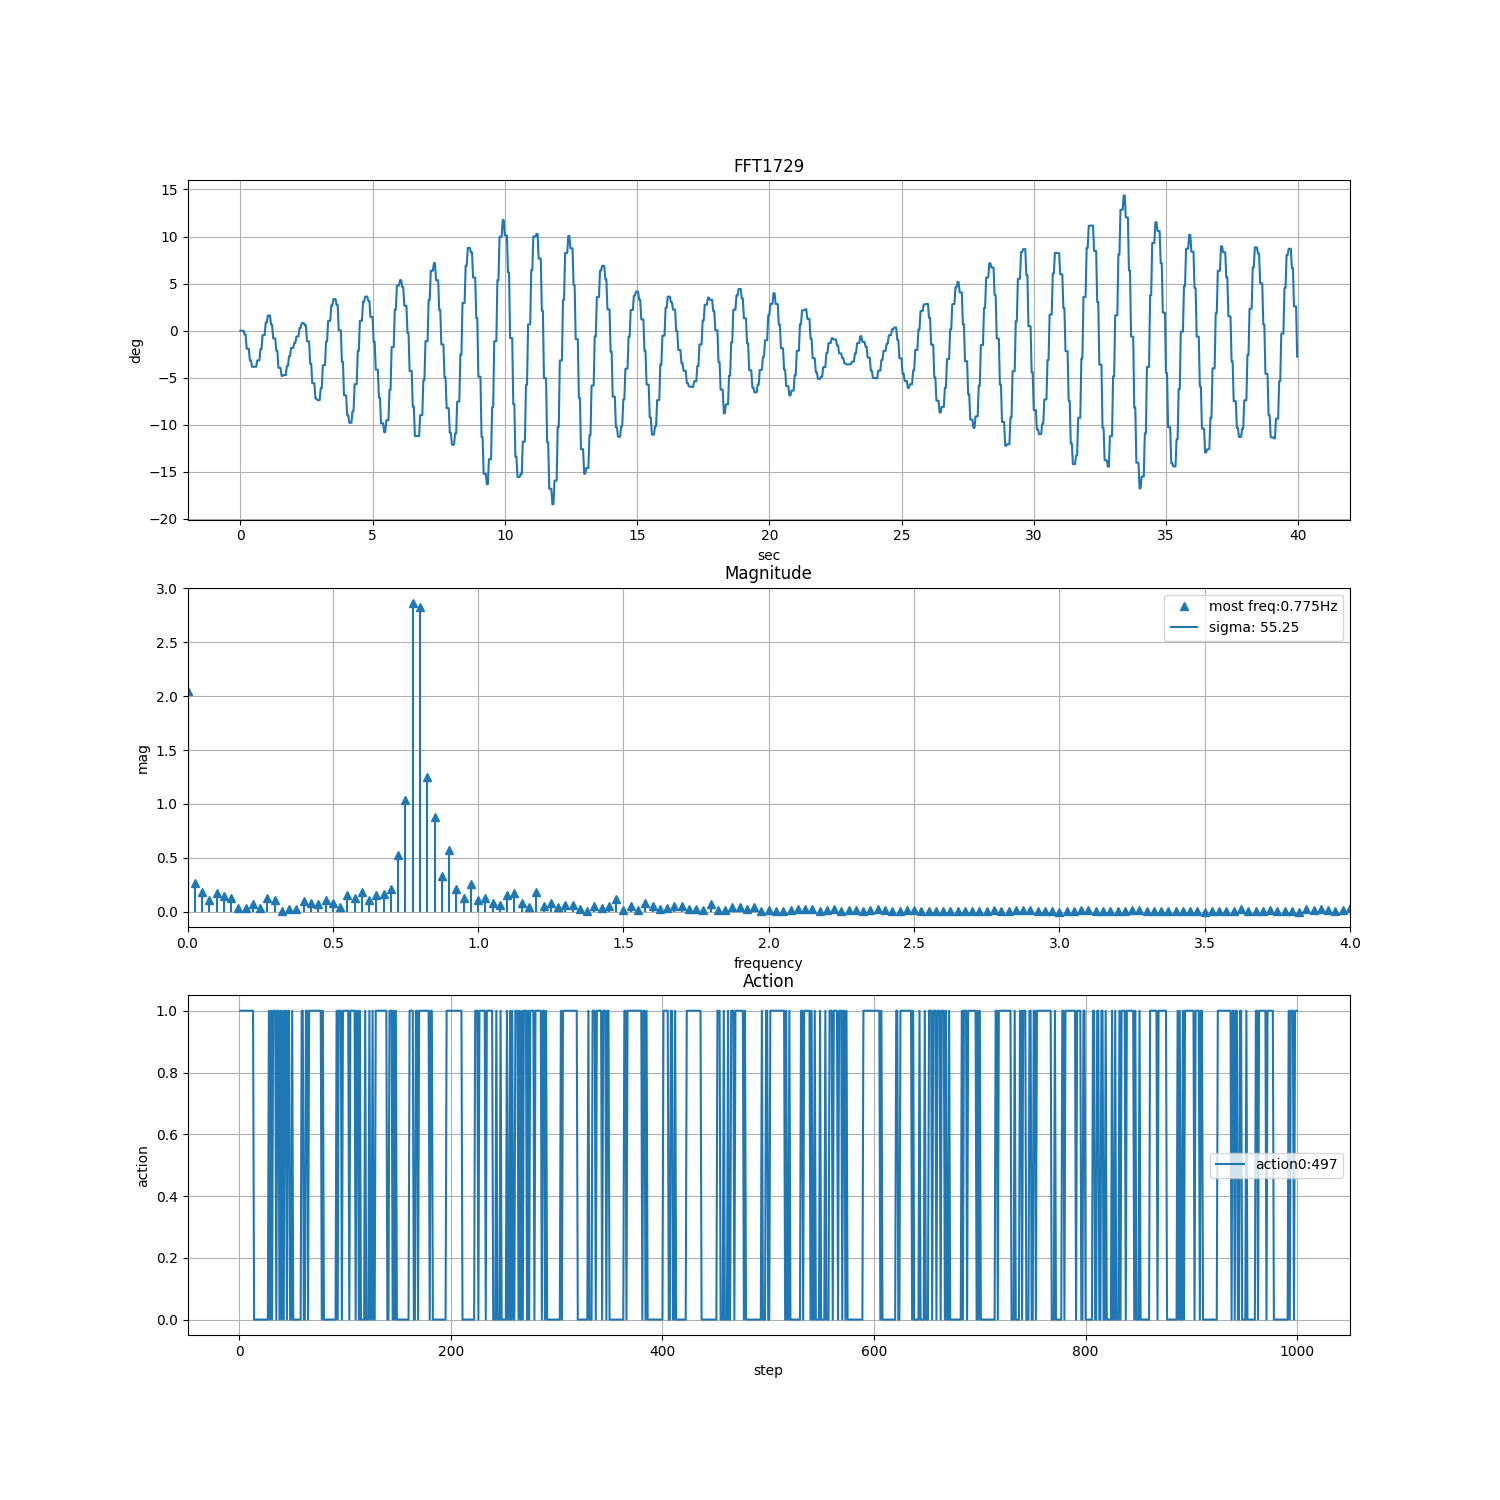 FFT1729
15
10
5
0
−5
−10
−15
−20
deg
0 5 10 15 20 25 30 35 40
sec
Magnitude
3.0
2.5
2.0
1.5
1.0
0.5
0.0
mag
most freq:0.775Hz
sigma: 55.25
0.0 0.5 1.0 1.5 2.0 2.5 3.0 3.5 4.0
frequency
Action
1.0
0.8
0.6
0.4
0.2
0.0
action
action0:497
0 200 400 600 800 1000
step